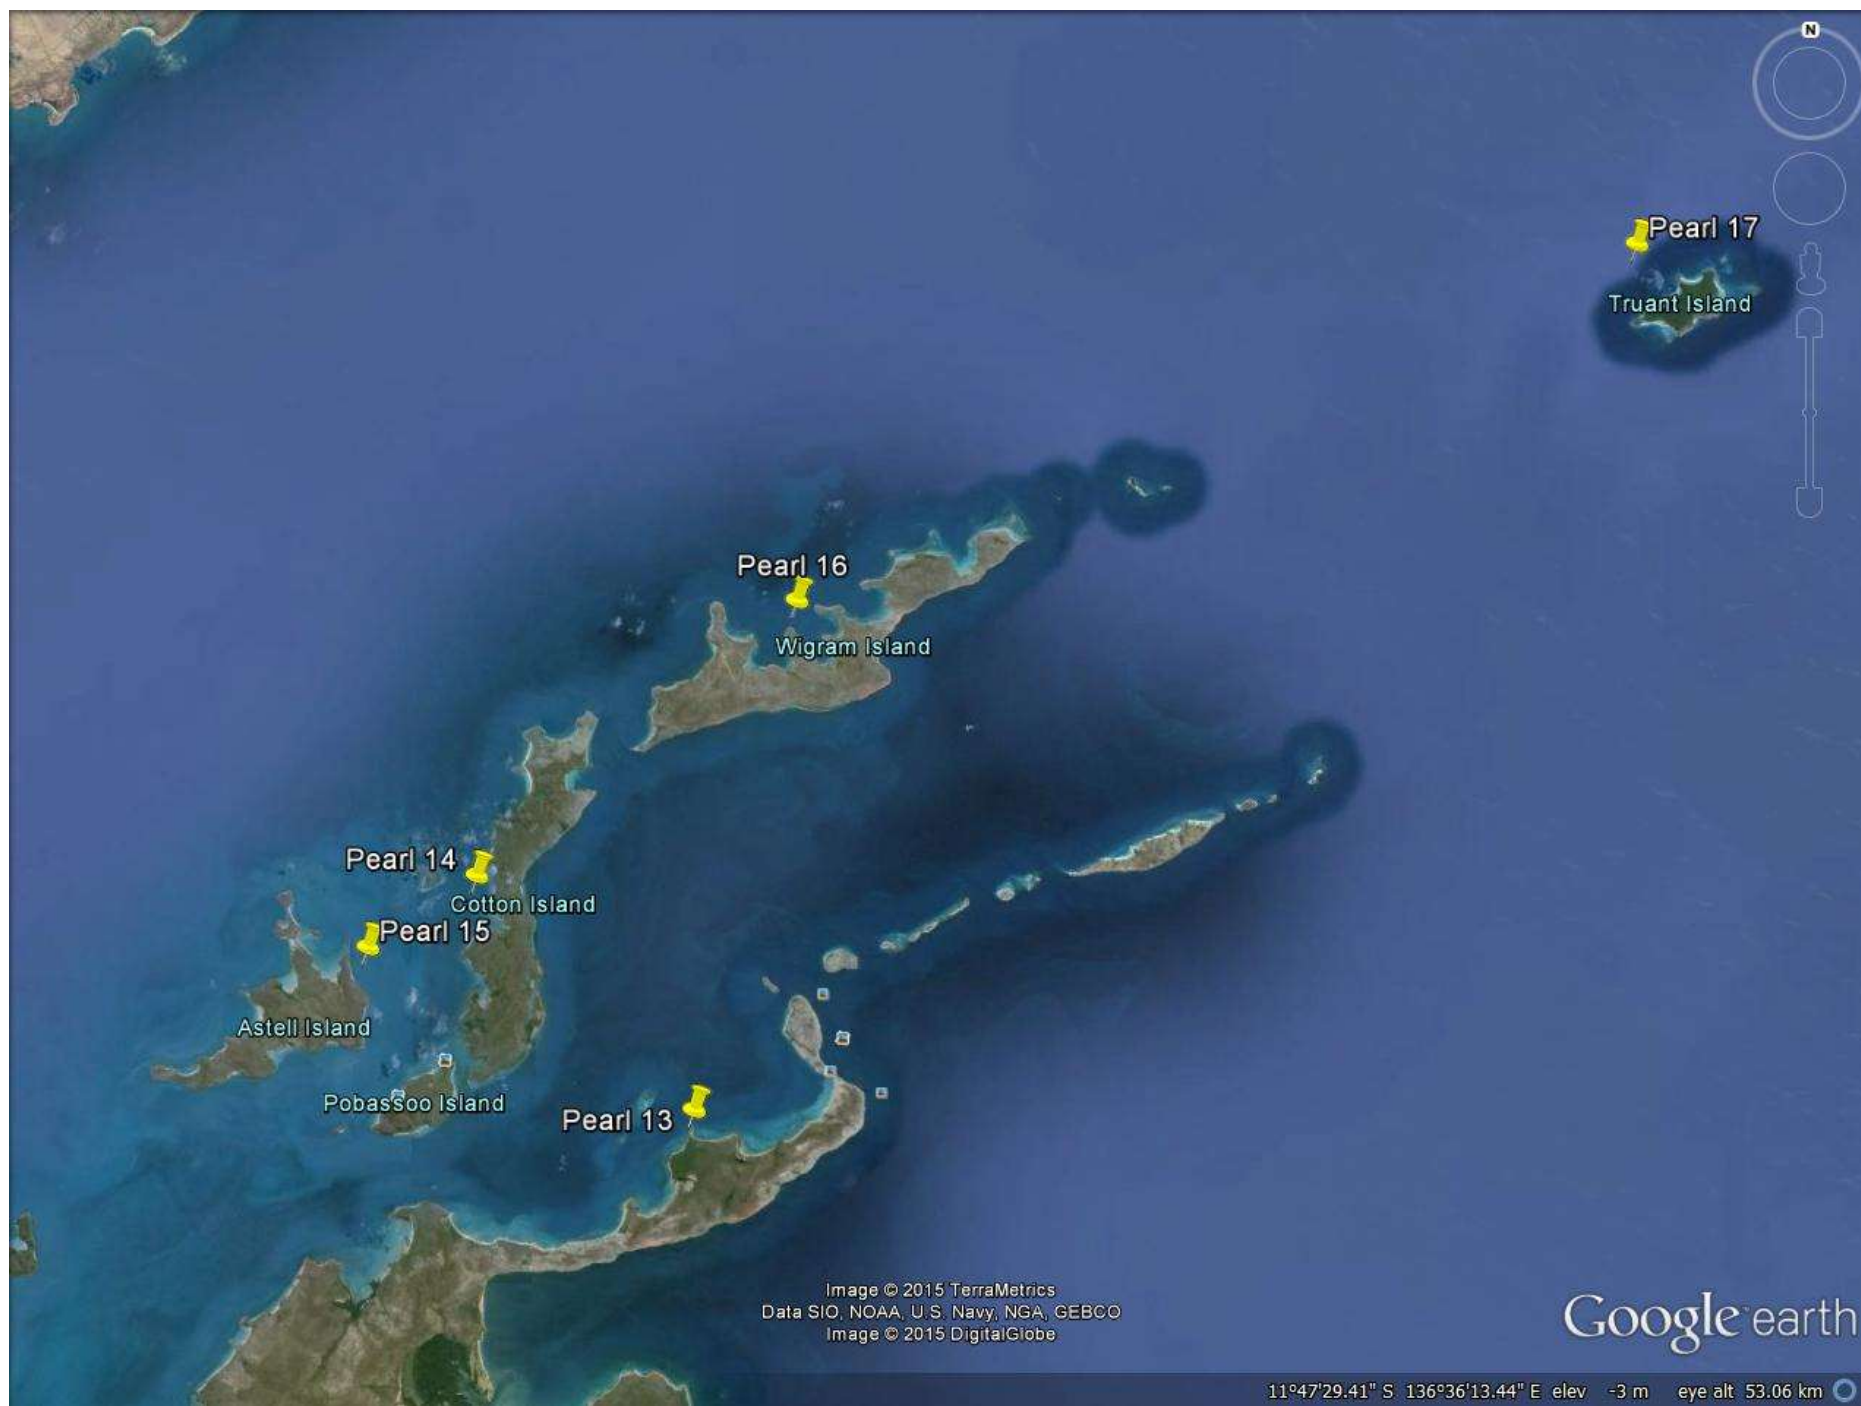 N
Pearl 17
Truant Island
Pearl 16
Wigram Island
Pearl 14
Cotton Island
Pearl 15
Astell Island
Pobassoo Island
Pearl 13
Image © 2015 TerraMetrics
Data SIO, NOAA, U.S. Navy, NGA, GEBCO
Image © 2015 DigitalGlobe
Google earth
11°47'29.41" S 136°36'13.44" E elev -3 m eye alt 53.06 km